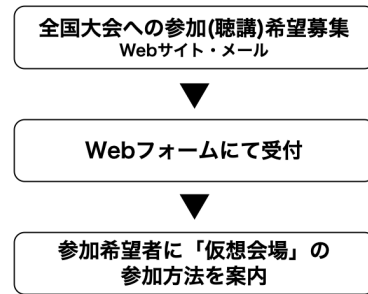 全国大会への参加(聴講)希望募集
Webサイト・メール
Webフォームにて受付
参加希望者に「仮想会場」の
参加方法を案内